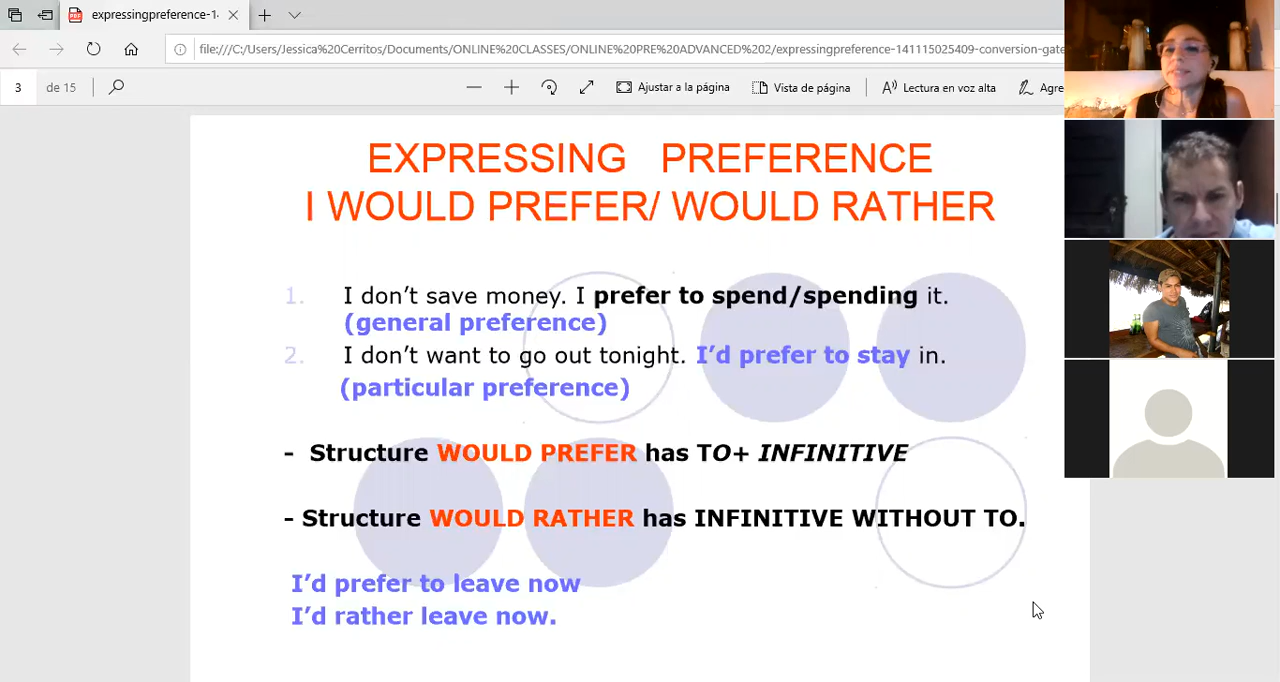 expressingpreference-1
file:///C:/Users/Jessica%20Cerritos/Documents/ONLINE%20CLASSES/ONLINE%20PRE%20ADVANCED%202/expressingpreference-141115025409-conversion-gate
3 de 15 Ajustar a la página Vista de página Lectura en voz alta Agre
EXPRESSING PREFERENCE
I WOULD PREFER/ WOULD RATHER
1. I don't save money. I prefer to spend/spending it.
(general preference)
2. I don't want to go out tonight. I'd prefer to stay in.
(particular preference)
- Structure WOULD PREFER has TO+ INFINITIVE
- Structure WOULD RATHER has INFINITIVE WITHOUT TO.
I'd prefer to leave now
I'd rather leave now.